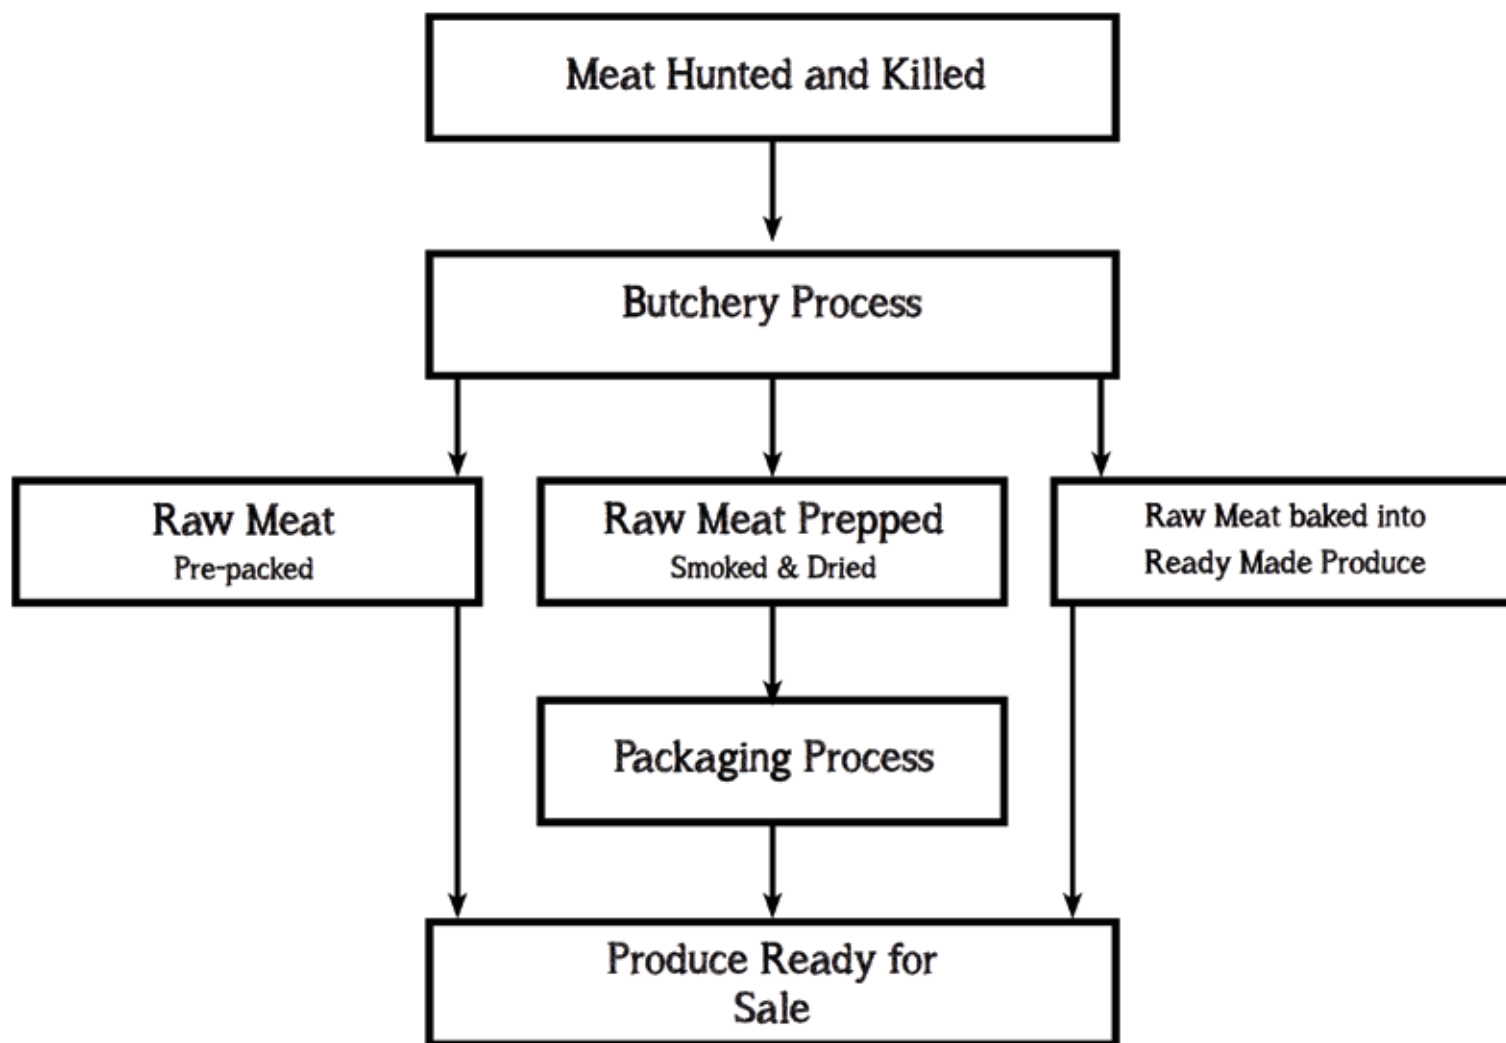 Meat Hunted and Killed
Butchery Process
Raw Meat
Pre-packed
Raw Meat Prepped
Smoked & Dried
Raw Meat baked into
Ready Made Produce
Packaging Process
Produce Ready for
Sale